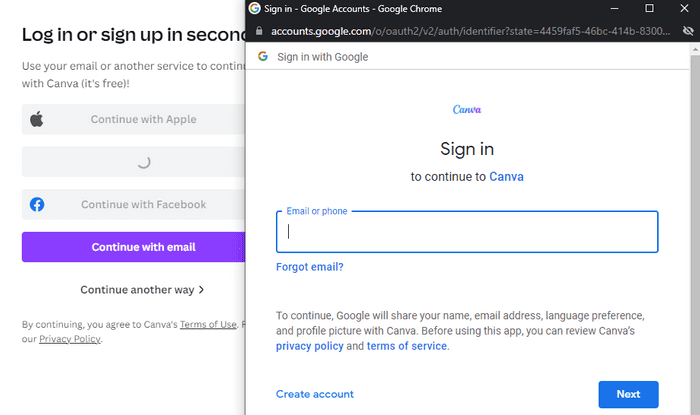 Log in or sign up in secon
Use your email or another service to contin
with Canva (it's free)!
Continue with Apple
Continue with Facebook
Continue with email
Continue another way
By continuing, you agree to Canva's Terms of Use.
our Privacy Policy.
Sign in - Google Accounts - Google Chrome
accounts.google.com/o/oauth2/v2/auth/identifier?state=4459faf5-46bc-414b-8300...
Sign in with Google
Canva
Sign in
to continue to Canva
Email or phone
Forgot email?
To continue, Google will share your name, email address, language preference,
and profile picture with Canva. Before using this app, you can review Canva's
privacy policy and terms of service.
Create account
Next